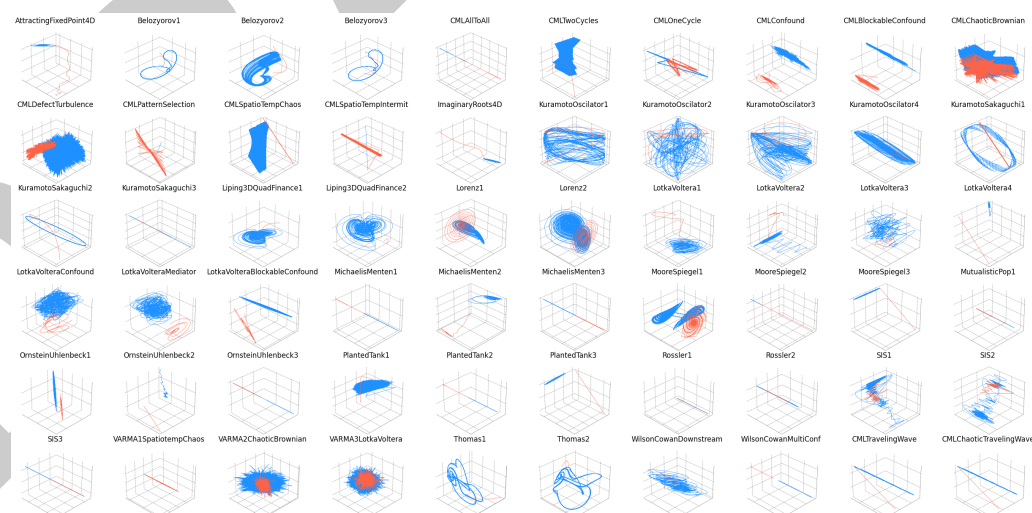 AttractingFixedPoint4D Belozyorov1 Belozyorov2 Belozyorov3 CMLAllToAll CMLTwoCycles CMLOneCycle CMLConfound CMLBlockableConfound CMLChaoticBrownian
CMLDefectTurbulence CMLPatternSelection CMLSpatioTempChaos CMLSpatioTempIntermit ImaginaryRoots4D KuramotoOscilator1 KuramotoOscilator2 KuramotoOscilator3 KuramotoOscilator4 KuramotoSakaguchi1
KuramotoSakaguchi2 KuramotoSakaguchi3 Liping3DQuadFinance1 Liping3DQuadFinance2 Lorenz1 Lorenz2 LotkaVoltera1 LotkaVoltera2 LotkaVoltera3 LotkaVoltera4
LotkaVolteraConfound LotkaVolteraMediator LotkaVolteraBlockableConfound MichaelisMenten1 MichaelisMenten2 MichaelisMenten3 MooreSpiegel1 MooreSpiegel2 MooreSpiegel3 MutualisticPop1
OrnsteinUhlenbeck1 OrnsteinUhlenbeck2 OrnsteinUhlenbeck3 PlantedTank1 PlantedTank2 PlantedTank3 Rossler1 Rossler2 SIS1 SIS2
SIS3 VARMA1SpatiotempChaos VARMA2ChaoticBrownian VARMA3LotkaVoltera Thomas1 Thomas2 WilsonCowanDownstream WilsonCowanMultiConf CMLTravelingWave CMLChaoticTravelingWave